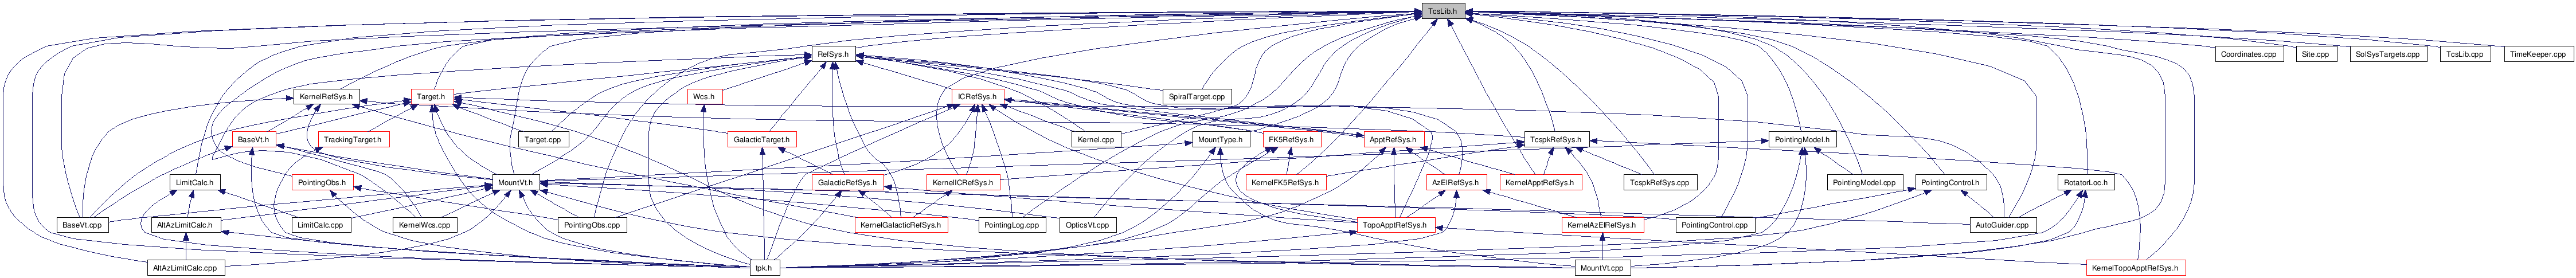 TcsLib.h
RefSys.h
Coordinates.cpp
Site.cpp
SolSysTargets.cpp
TcsLib.cpp
TimeKeeper.cpp
KernelRefSys.h
Target.h
Wcs.h
ICRefSys.h
SpiralTarget.cpp
BaseVt.h
TrackingTarget.h
Target.cpp
GalacticTarget.h
Kernel.cpp
MountType.h
FK5RefSys.h
ApptRefSys.h
TcspkRefSys.h
PointingModel.h
LimitCalc.h
PointingObs.h
MountVt.h
GalacticRefSys.h
KernelICRefSys.h
KernelFK5RefSys.h
AzElRefSys.h
KernelApptRefSys.h
TcspkRefSys.cpp
PointingModel.cpp
PointingControl.h
RotatorLoc.h
BaseVt.cpp
AltAzLimitCalc.h
LimitCalc.cpp
KernelWcs.cpp
PointingObs.cpp
KernelGalacticRefSys.h
PointingLog.cpp
OpticsVt.cpp
TopoApptRefSys.h
KernelAzElRefSys.h
PointingControl.cpp
AutoGuider.cpp
AltAzLimitCalc.cpp
tpk.h
MountVt.cpp
KernelTopoApptRefSys.h